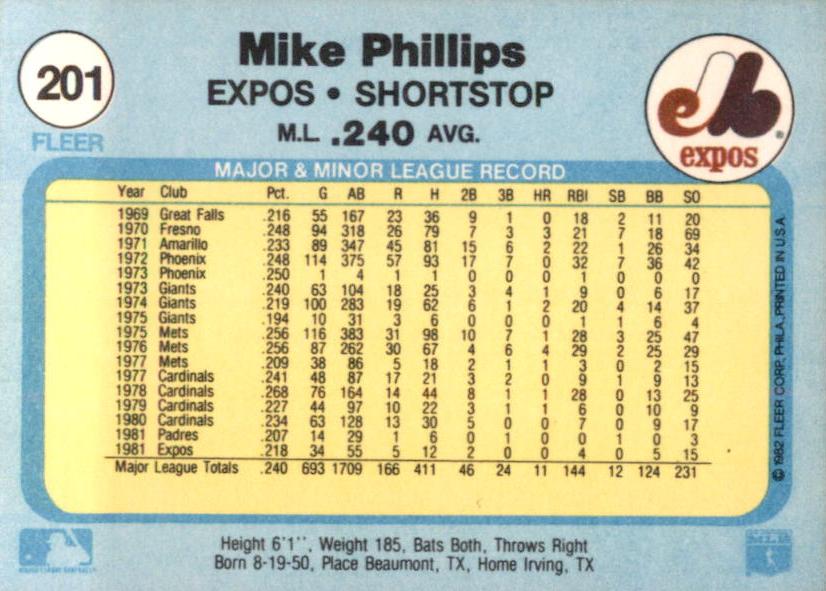 201
FLEER
Mike Phillips
EXPOS • SHORTSTOP
M.L. .240 AVG.
expos
MAJOR & MINOR LEAGUE RECORD
Year Club Pct. G AB R H 2B 3B HR RBI SB BB SO
1969 Great Falls .216 55 167 23 36 9 1 0 18 2 11 20
1970 Fresno .248 94 318 26 79 7 3 3 21 7 18 69
1971 Amarillo .233 89 347 45 81 15 6 2 22 1 26 34
1972 Phoenix .248 114 375 57 93 17 7 0 32 7 36 42
1973 Phoenix .250 1 4 1 1 0 0 0 1 0 0 0
1973 Giants .240 63 104 18 25 3 4 1 9 0 6 17
1974 Giants .219 100 283 19 62 6 1 2 20 4 14 37
1975 Giants .194 10 31 3 6 0 0 0 1 1 6 4
1975 Mets .256 116 383 31 98 10 7 1 28 3 25 47
1976 Mets .256 87 262 30 67 4 6 4 29 2 25 29
1977 Mets .209 38 86 5 18 2 1 1 3 0 2 15
1977 Cardinals .241 48 87 17 21 3 2 0 9 1 9 13
1978 Cardinals .268 76 164 14 44 8 1 1 28 0 13 25
1979 Cardinals .227 44 97 10 22 3 1 1 6 0 10 9
1980 Cardinals .234 63 128 13 30 5 0 0 7 0 9 17
1981 Padres .207 14 29 1 6 0 1 0 0 1 0 3
1981 Expos .218 34 55 5 12 2 0 0 4 0 5 15
Major League Totals .240 693 1709 166 411 46 24 11 144 12 124 231
© 1982 FLEER CORP. PHILA. PRINTED IN U.S.A.
Height 6'1'', Weight 185, Bats Both, Throws Right
Born 8-19-50, Place Beaumont, TX, Home Irving, TX